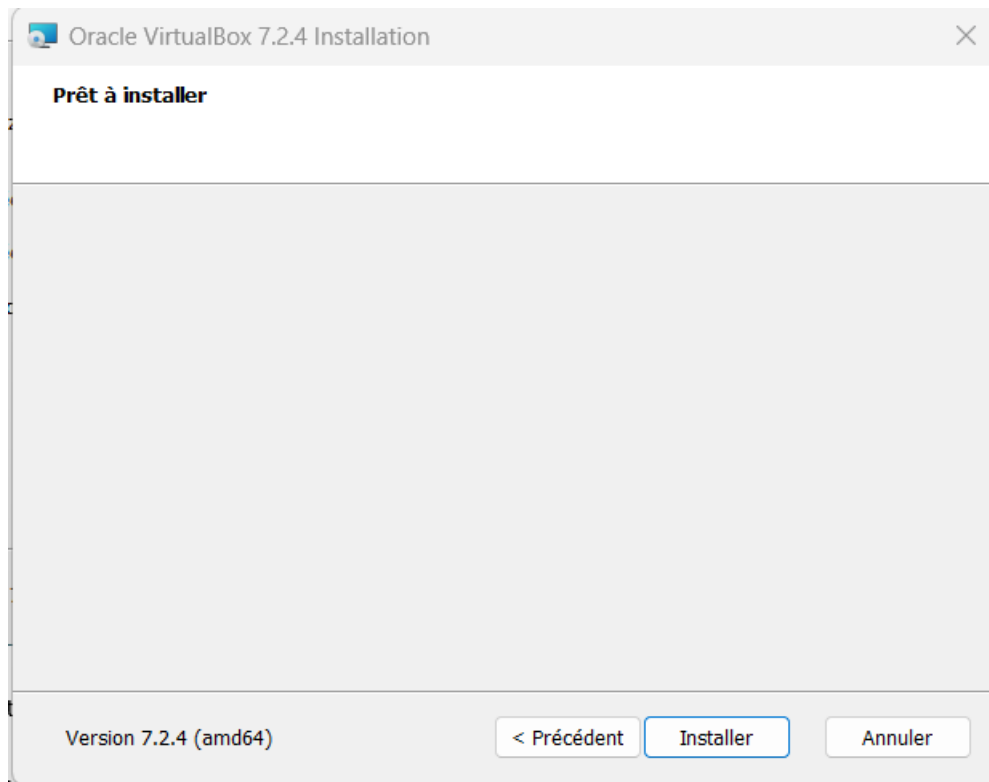 Oracle VirtualBox 7.2.4 Installation
Prêt à installer
Version 7.2.4 (amd64)
< Précédent
Installer
Annuler